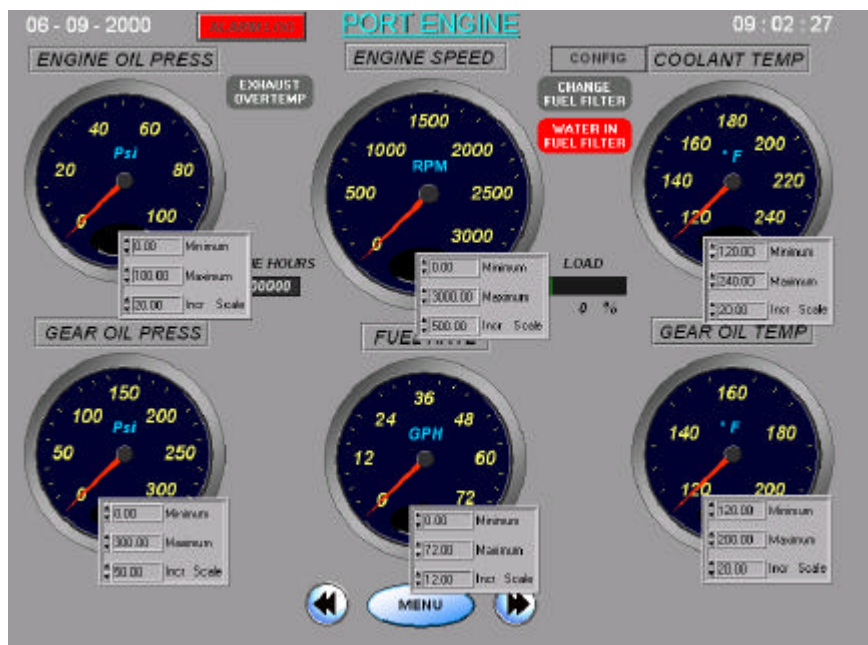 06 - 09 - 2000
ALARM LOG
PORT ENGINE
09 : 02 : 27
ENGINE OIL PRESS
ENGINE SPEED
CONFIG
COOLANT TEMP
EXHAUST
OVERTEMP
CHANGE
FUEL FILTER
WATER IN
FUEL FILTER
0 20 40 60 80 100
Psi
0.00 Minimum
100.00 Maximum
20.00 Incr Scale
0 500 1000 1500 2000 2500 3000
RPM
0.00 Minimum
3000.00 Maximum
500.00 Incr Scale
120 140 160 180 200 220 240
° F
120.00 Minimum
240.00 Maximum
20.00 Incr Scale
HOURS
LOAD
0 %
GEAR OIL PRESS
FUEL RATE
GEAR OIL TEMP
0 50 100 150 200 250 300
Psi
0.00 Minimum
300.00 Maximum
50.00 Incr Scale
0 12 24 36 48 60 72
GPH
0.00 Minimum
72.00 Maximum
12.00 Incr Scale
120 140 160 180 200
° F
120.00 Minimum
200.00 Maximum
20.00 Incr Scale
MENU